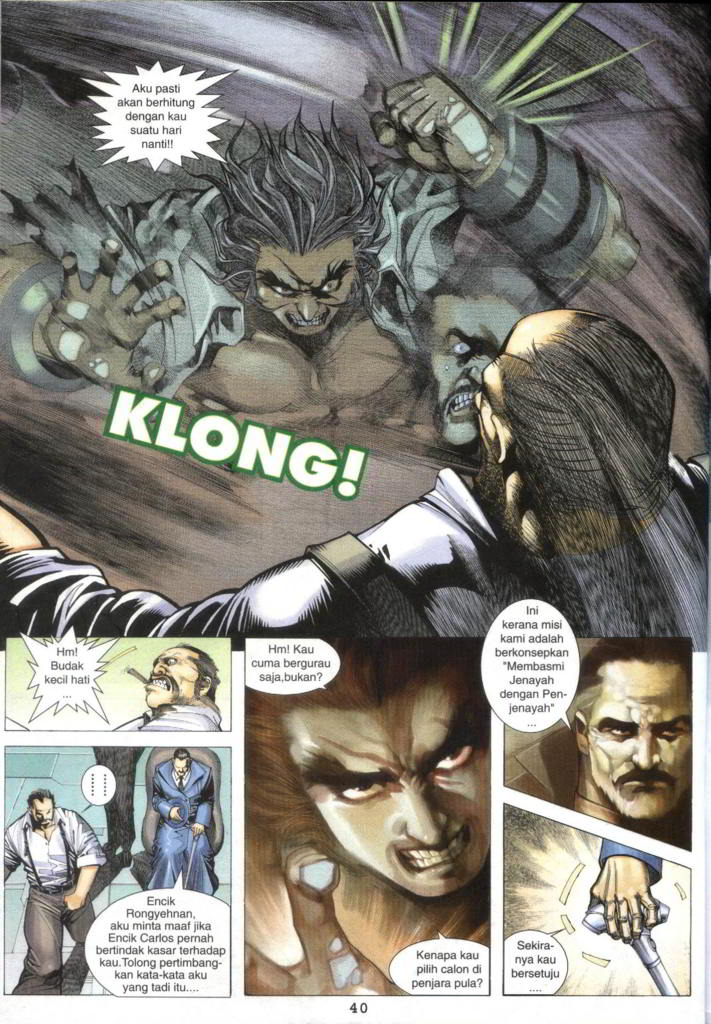 Aku pasti
akan berhitung
dengan kau
suatu hari
nanti!!
KLONG!
Hm!
Budak
kecil hati
...
Hm! Kau
cuma bergurau
saja,bukan?
Ini
kerana misi
kami adalah
berkonsepkan
"Membasmi
Jenayah
dengan Pen-
jenayah"
...
Encik
Rongyehnan,
aku minta maaf jika
Encik Carlos pernah
bertindak kasar terhadap
kau.Tolong pertimbang-
kan kata-kata aku
yang tadi itu....
Kenapa kau
pilih calon di
penjara pula?
Sekira-
nya kau
bersetuju
....
40